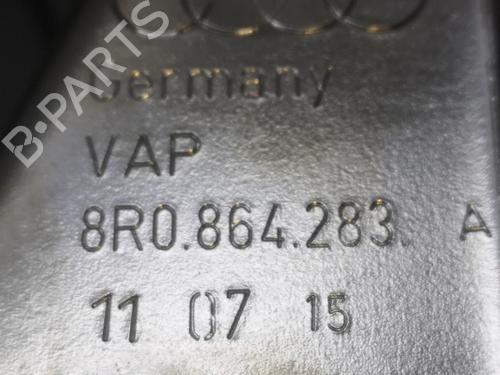 B-PARTS
Germany
VAP
8R0.864.283. A
11 07 15